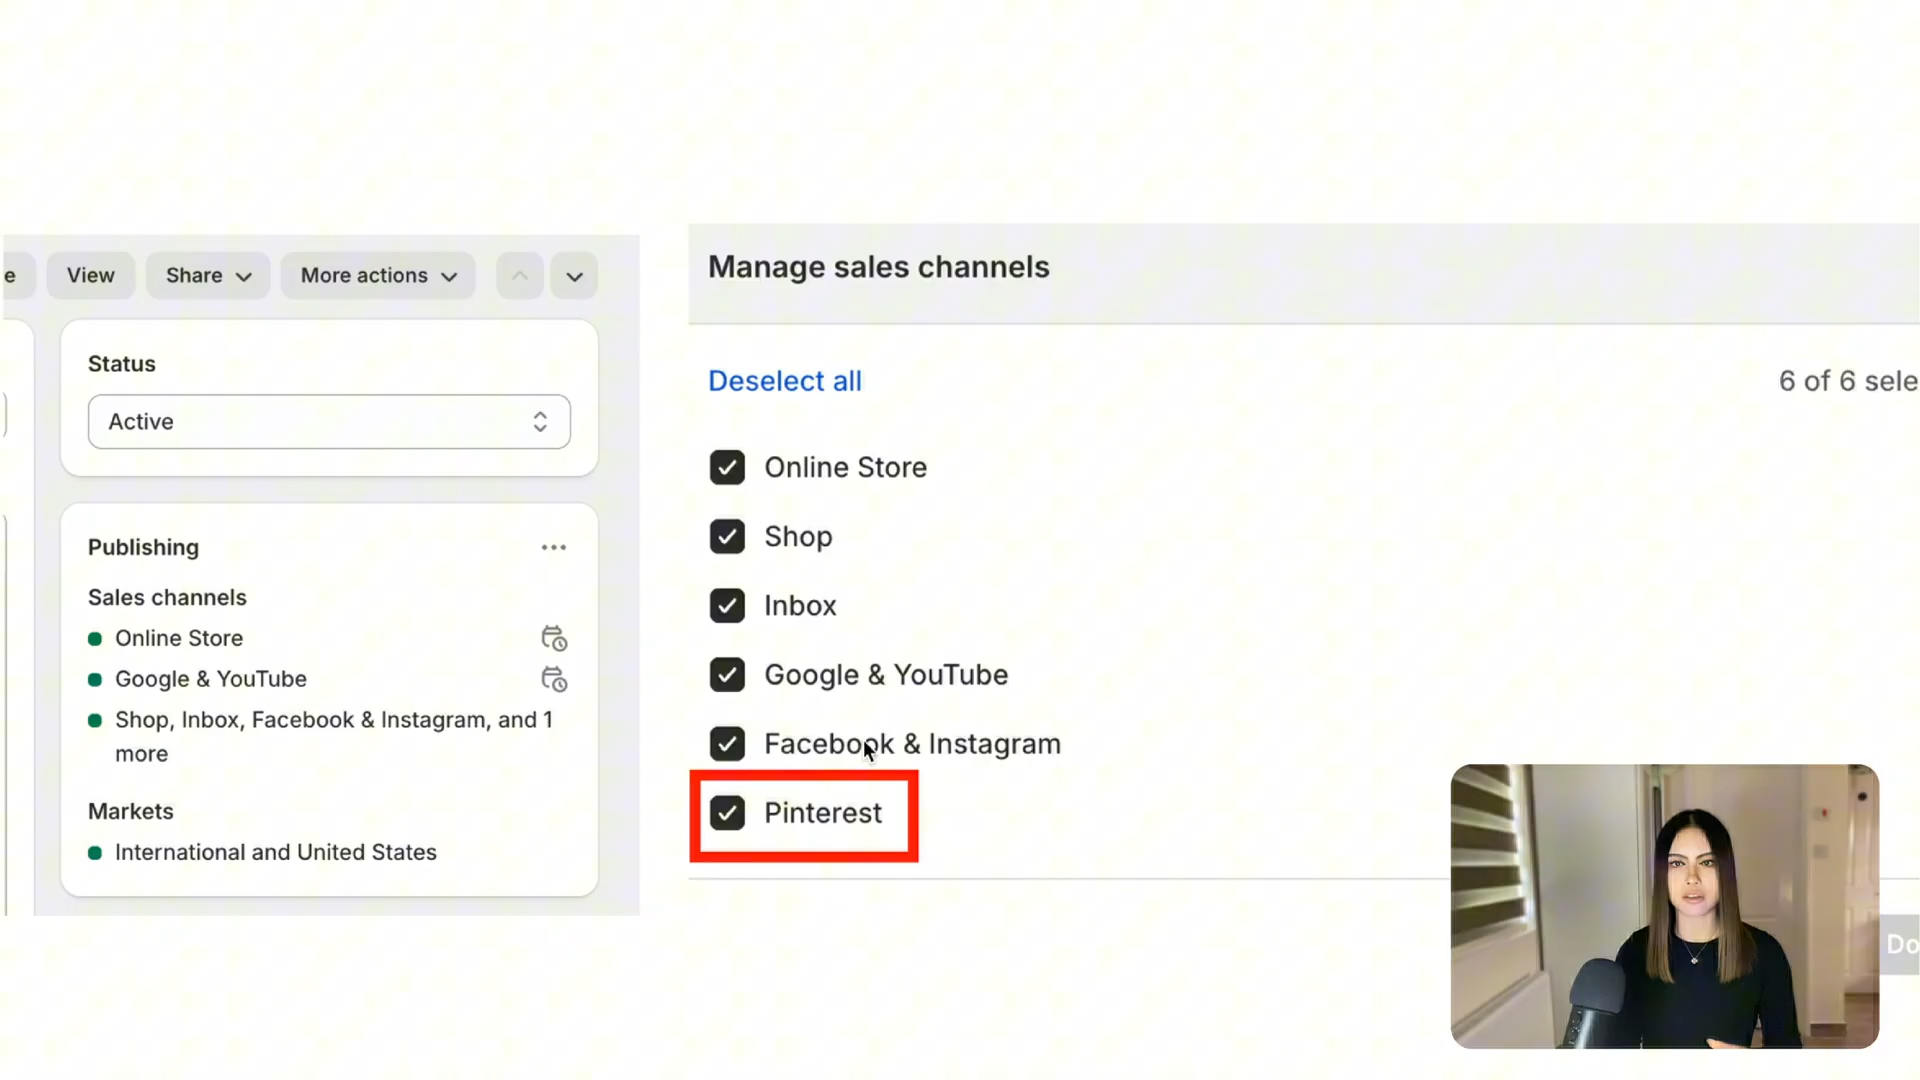 e
View
Share
More actions
Status
Active
Publishing
Sales channels
Online Store
Google & YouTube
Shop, Inbox, Facebook & Instagram, and 1
more
Markets
International and United States
Manage sales channels
Deselect all
6 of 6 sele
Online Store
Shop
Inbox
Google & YouTube
Facebook & Instagram
Pinterest
Do